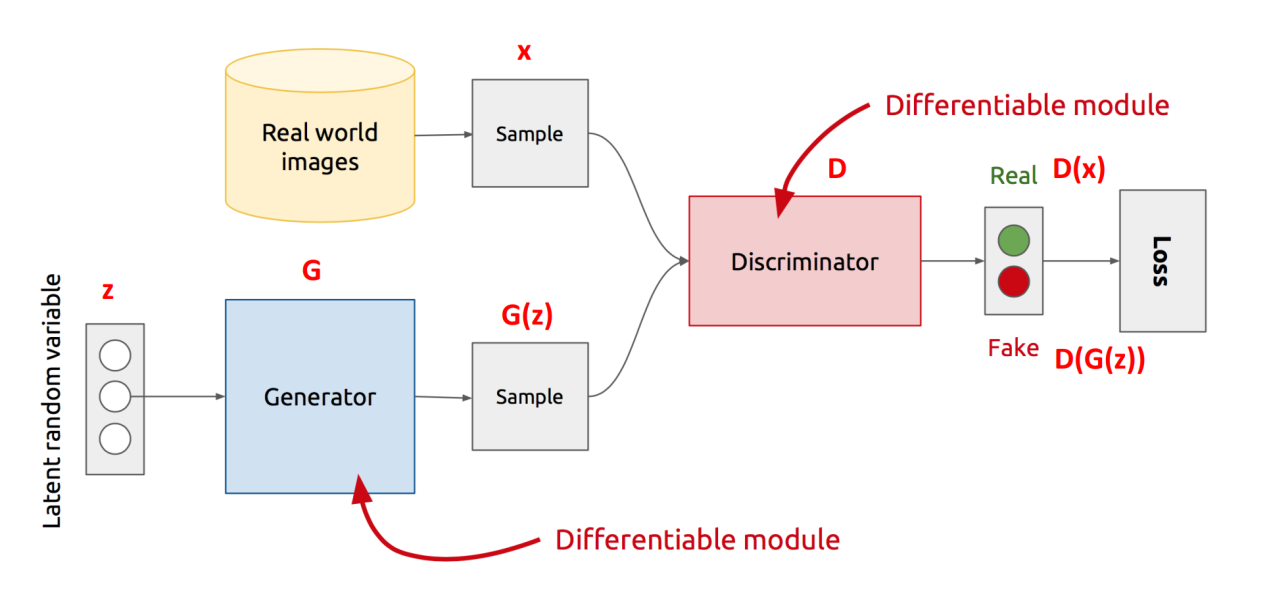 x
Real world
images
Sample
Differentiable module
D
Real
D(x)
Discriminator
Loss
z
G
G(z)
Latent random variable
Generator
Sample
Fake
D(G(z))
Differentiable module